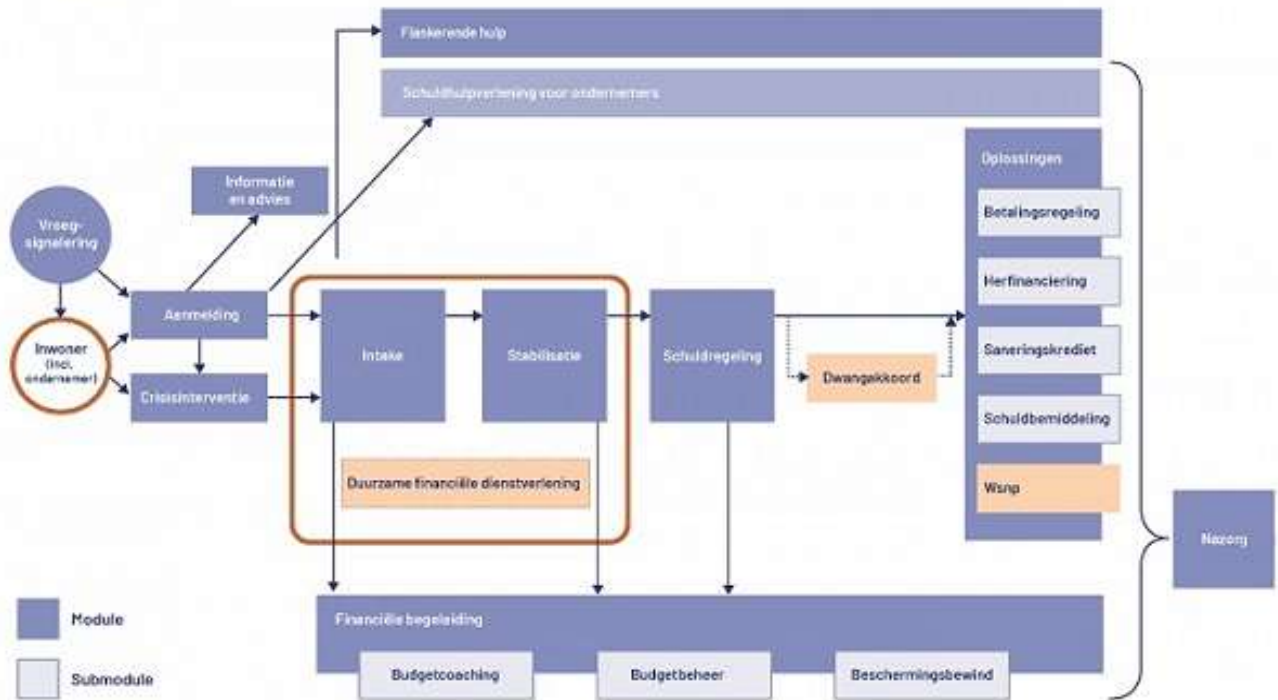 Flankerende hulp
Schuldhulpverlening voor ondernemers
Oplossingen
Informatie
en advies
Betalingsregeling
Vroeg-
signalering
Herfinanciering
Aanmelding
Inwoner
(incl.
ondernemer)
Intake
Stabilisatie
Schuldregeling
Saneringskrediet
Dwangakkoord
Crisisinterventie
Schuldbemiddeling
Duurzame financiële dienstverlening
Wsnp
Nazorg
Module
Financiële begeleiding
Submodule
Budgetcoaching
Budgetbeheer
Beschermingsbewind